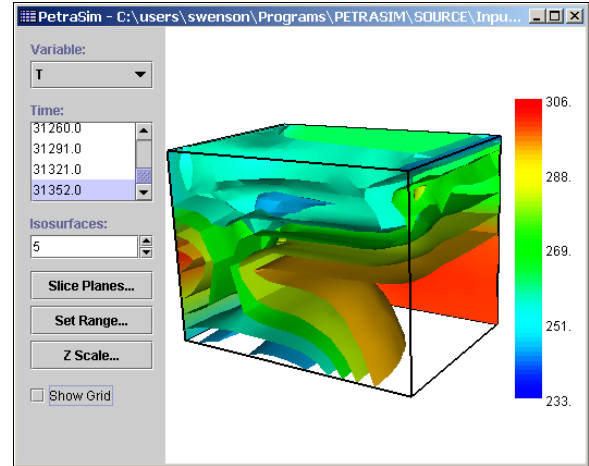 PetraSim - C:\users\swenson\Programs\PETRASIM\SOURCE\Inpu...
Variable:
T
Time:
31260.0
31291.0
31321.0
31352.0
Isosurfaces:
5
Slice Planes...
Set Range...
Z Scale...
Show Grid
306.
288.
269.
251.
233.